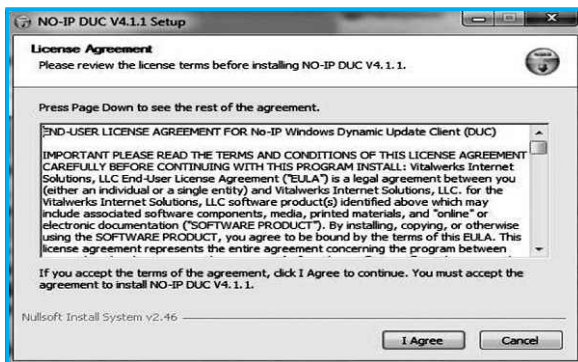 NO-IP DUC V4.1.1 Setup
License Agreement
Please review the license terms before installing NO-IP DUC V4.1.1.
Press Page Down to see the rest of the agreement.
END-USER LICENSE AGREEMENT FOR No-IP Windows Dynamic Update Client (DUC)
IMPORTANT PLEASE READ THE TERMS AND CONDITIONS OF THIS LICENSE AGREEMENT
CAREFULLY BEFORE CONTINUING WITH THIS PROGRAM INSTALL: Vitalwerks Internet
Solutions, LLC End-User License Agreement ("EULA") is a legal agreement between you
(either an individual or a single entity) and Vitalwerks Internet Solutions, LLC. for the
Vitalwerks Internet Solutions, LLC software product(s) identified above which may
include associated software components, media, printed materials, and "online" or
electronic documentation ("SOFTWARE PRODUCT"). By installing, copying, or otherwise
using the SOFTWARE PRODUCT, you agree to be bound by the terms of this EULA. This
license agreement represents the entire agreement concerning the program between
If you accept the terms of the agreement, click I Agree to continue. You must accept the
agreement to install NO-IP DUC V4.1.1.
Nullsoft Install System v2.46
I Agree
Cancel